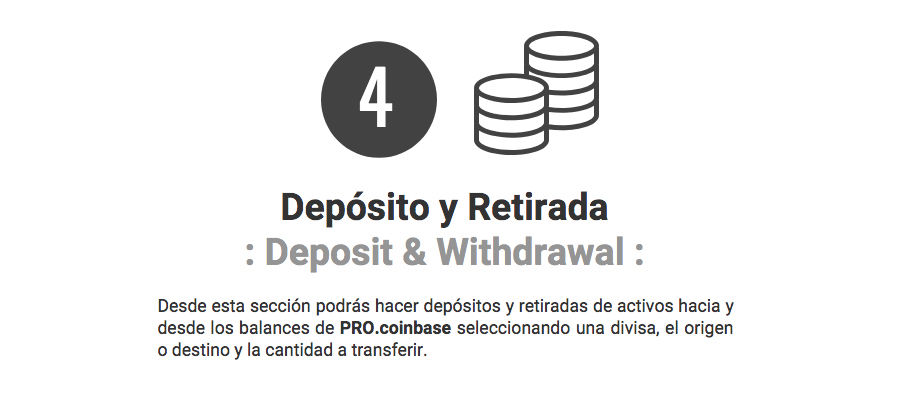 4
Depósito y Retirada
: Deposit & Withdrawal :
Desde esta sección podrás hacer depósitos y retiradas de activos hacia y
desde los balances de PRO.coinbase seleccionando una divisa, el origen
o destino y la cantidad a transferir.